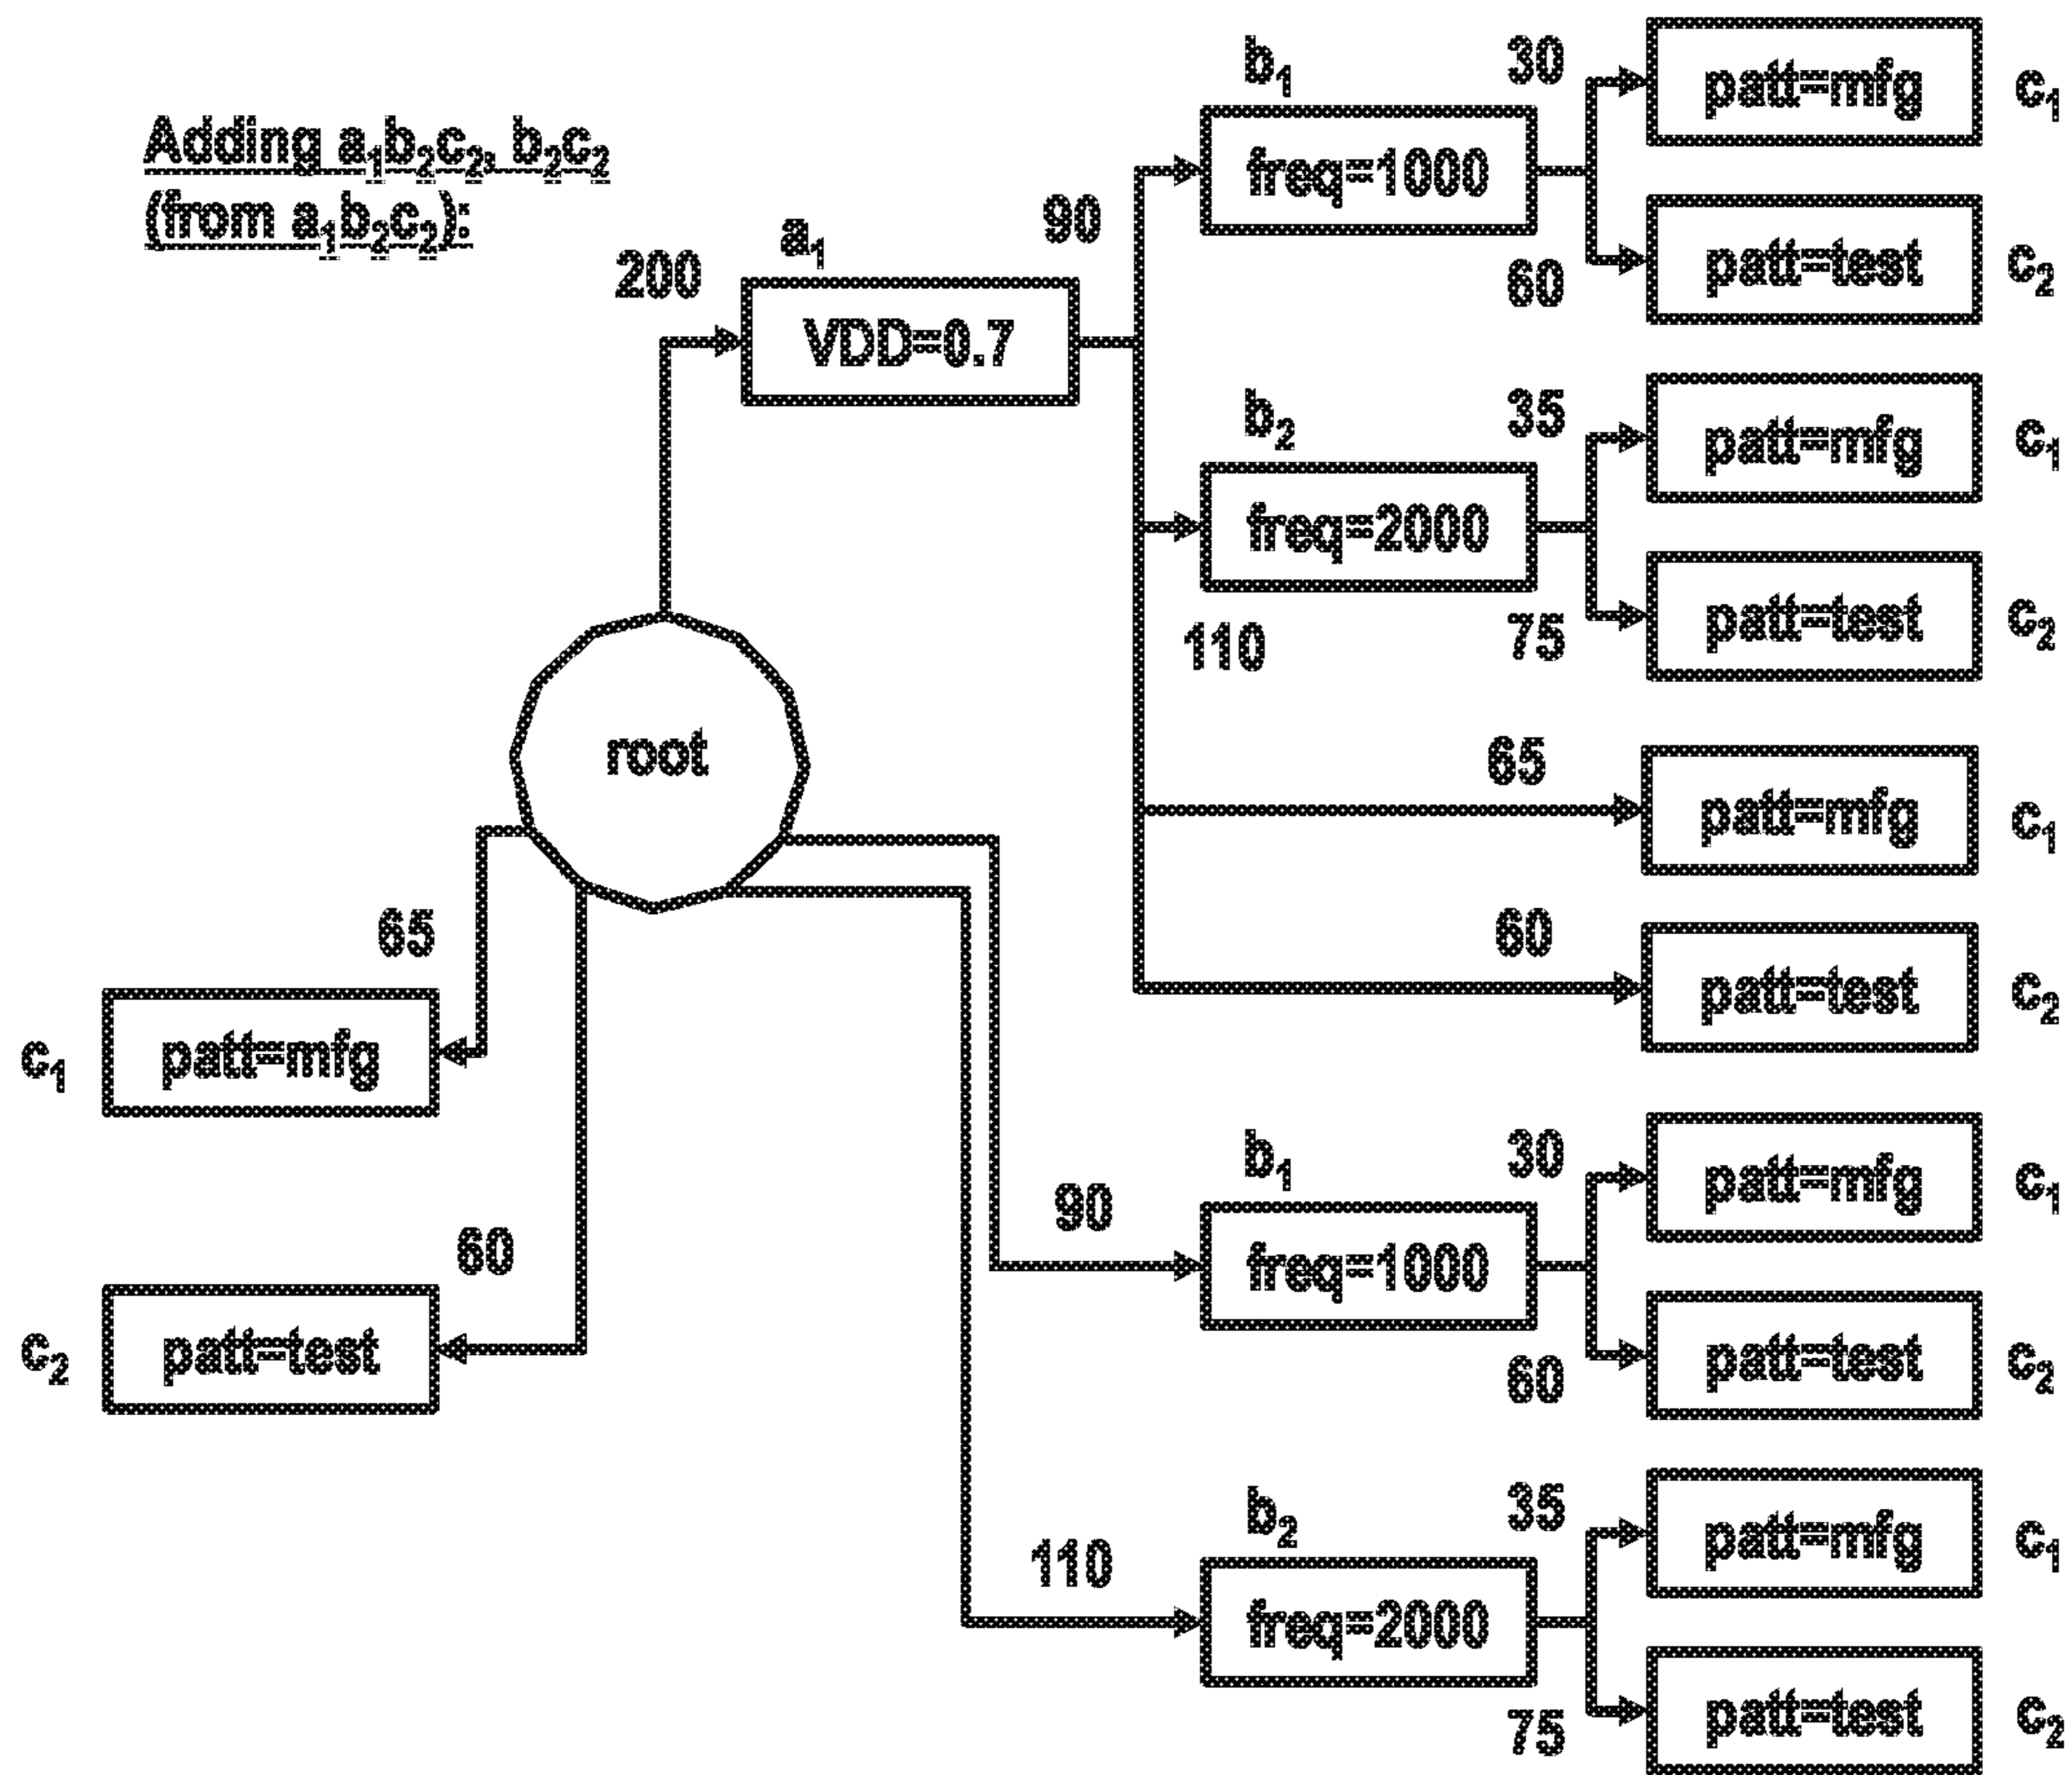 Adding a₁b₂c₂, b₂c₂
(from a₁b₂c₂):
200
a₁
VDD=0.7
90
b₁
freq=1000
30
patt=mfg
c₁
60
patt=test
c₂
110
b₂
freq=2000
35
patt=mfg
c₁
75
patt=test
c₂
65
patt=mfg
c₁
60
patt=test
c₂
root
65
c₁
patt=mfg
60
c₂
patt=test
90
b₁
freq=1000
30
patt=mfg
c₁
60
patt=test
c₂
110
b₂
freq=2000
35
patt=mfg
c₁
75
patt=test
c₂